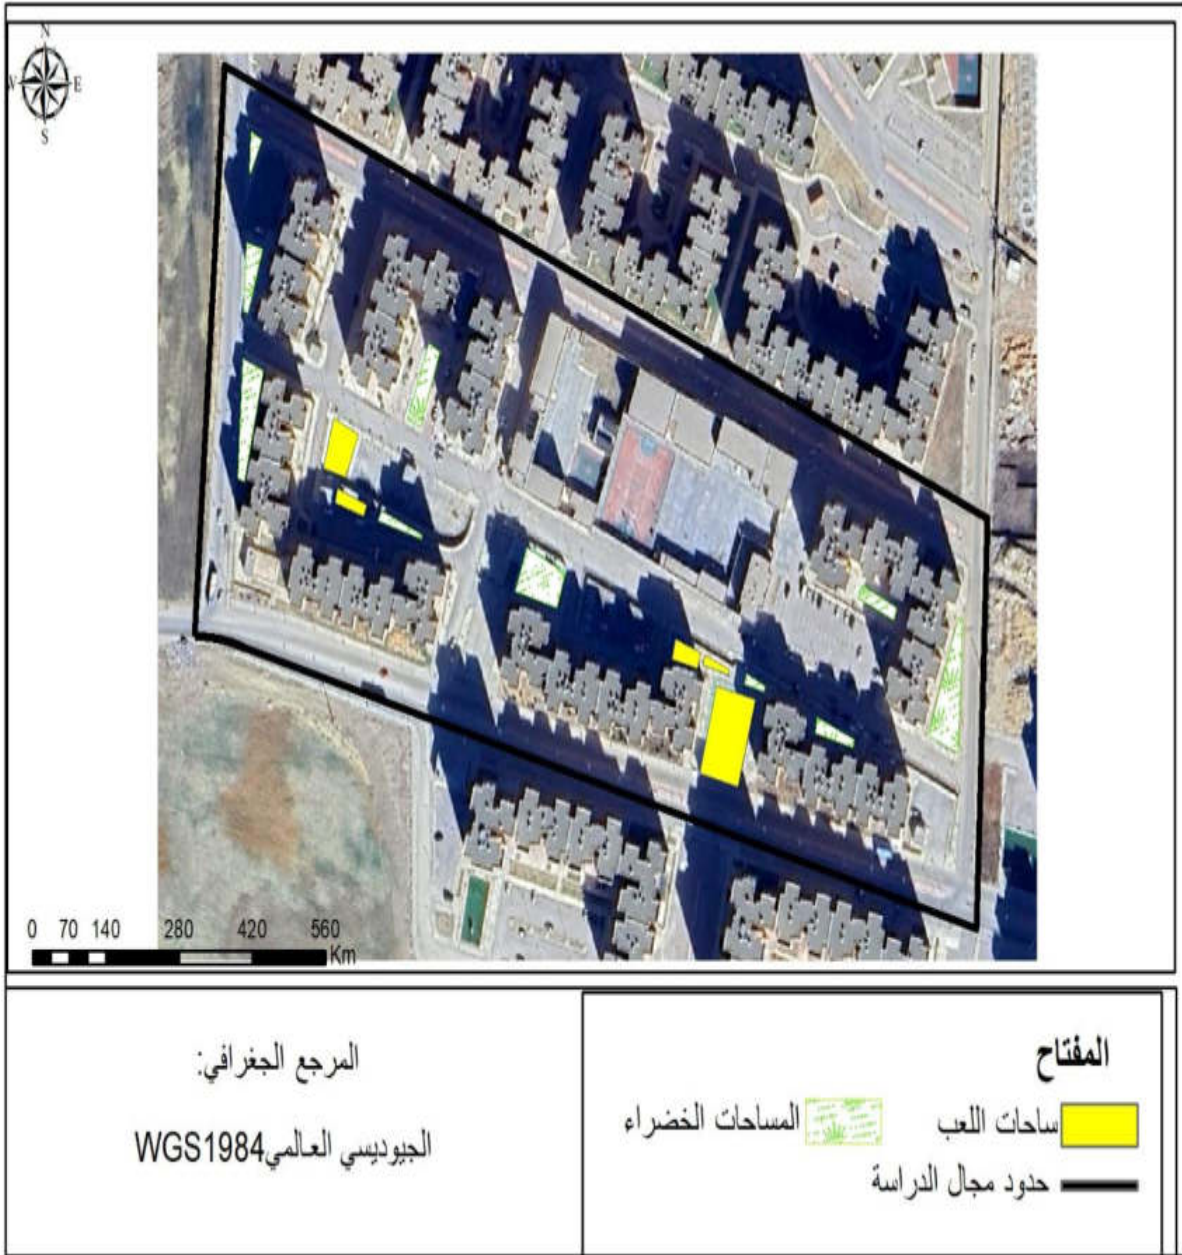 N
E
S
0 70 140 280 420 560
Km
المرجع الجغرافي:
الجيوديسي العالميWGS1984
المفتاح
ساحات اللعب
المساحات الخضراء
حدود مجال الدراسة